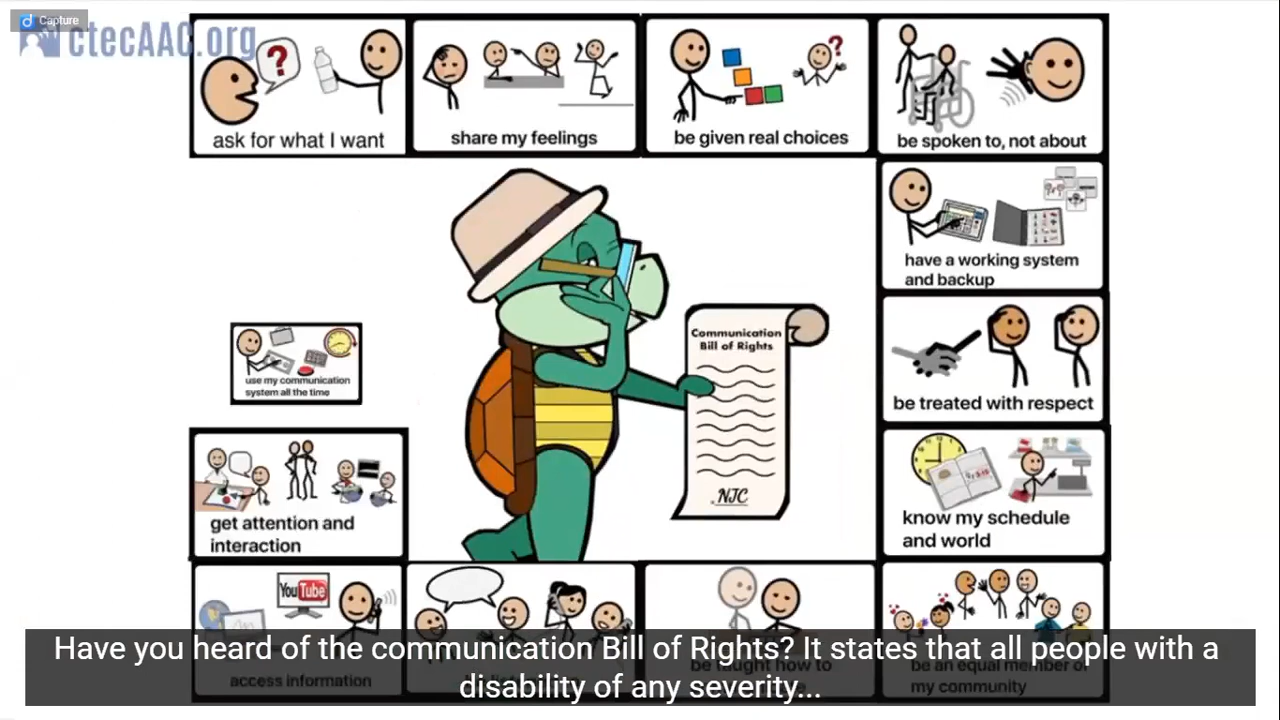 Capture
ctecAAC.org
?
?
ask for what I want
share my feelings
be given real choices
be spoken to, not about
have a working system
and backup
Communication
Bill of Rights
use my communication
system all the time
be treated with respect
NJC
get attention and
interaction
know my schedule
and world
YouTube
Have you heard of the communication Bill of Rights? It states that all people with a
disability of any severity...
be taught how to
be an equal member of
access information
my community